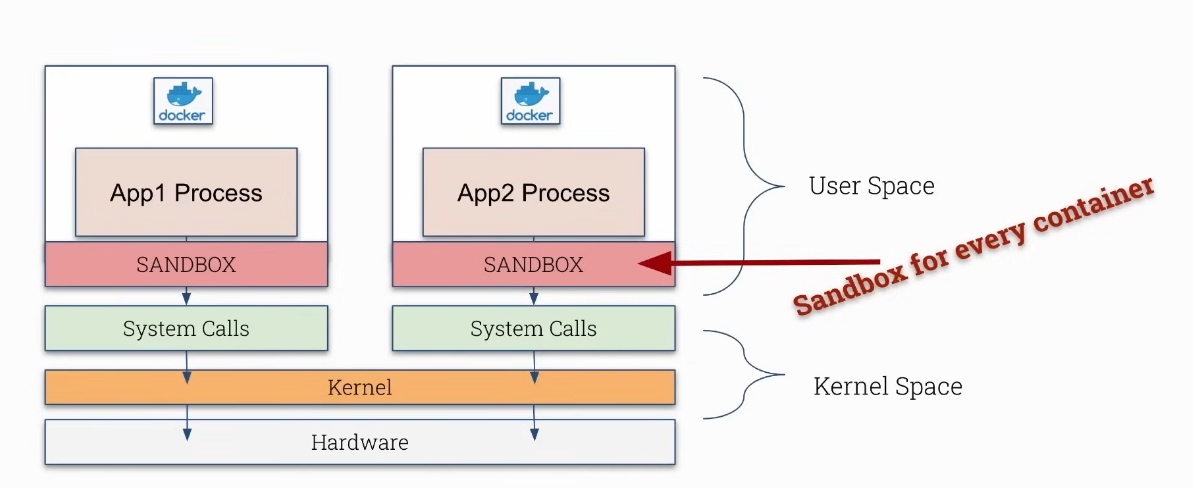 docker
docker
App1 Process
App2 Process
User Space
Sandbox for every container
SANDBOX
SANDBOX
System Calls
System Calls
Kernel
Kernel Space
Hardware